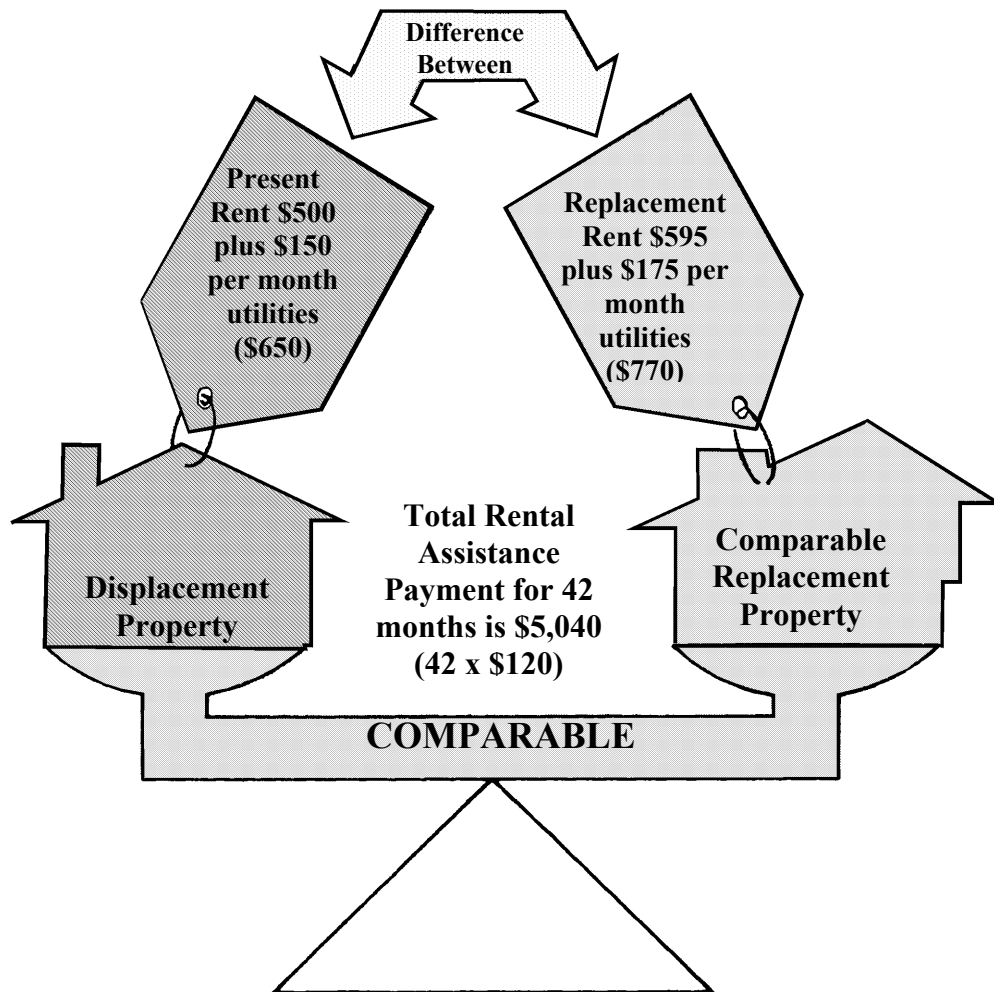 Difference
Between
Present
Rent $500
plus $150
per month
utilities
($650)
Replacement
Rent $595
plus $175 per
month
utilities
($770)
Displacement
Property
Total Rental
Assistance
Payment for 42
months is $5,040
(42 x $120)
Comparable
Replacement
Property
COMPARABLE